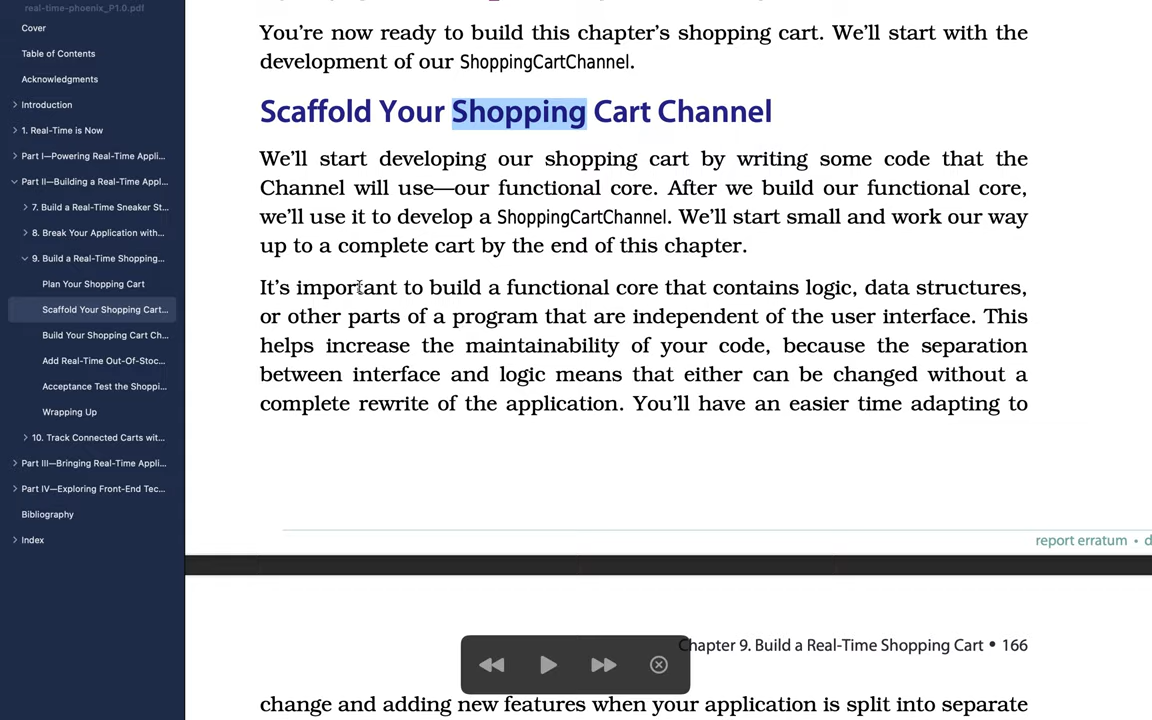 real-time-phoenix_P1.0.pdf
Cover
Table of Contents
Acknowledgments
Introduction
1. Real-Time is Now
Part I—Powering Real-Time Appli...
Part II—Building a Real-Time Appl...
7. Build a Real-Time Sneaker St...
8. Break Your Application with...
9. Build a Real-Time Shopping...
Plan Your Shopping Cart
Scaffold Your Shopping Cart...
Build Your Shopping Cart Ch...
Add Real-Time Out-Of-Stoc...
Acceptance Test the Shoppi...
Wrapping Up
10. Track Connected Carts wit...
Part III—Bringing Real-Time Appli...
Part IV—Exploring Front-End Tec...
Bibliography
Index
You’re now ready to build this chapter’s shopping cart. We’ll start with the
development of our ShoppingCartChannel.
Scaffold Your Shopping Cart Channel
We’ll start developing our shopping cart by writing some code that the
Channel will use—our functional core. After we build our functional core,
we’ll use it to develop a ShoppingCartChannel. We’ll start small and work our way
up to a complete cart by the end of this chapter.
It’s important to build a functional core that contains logic, data structures,
or other parts of a program that are independent of the user interface. This
helps increase the maintainability of your code, because the separation
between interface and logic means that either can be changed without a
complete rewrite of the application. You’ll have an easier time adapting to
report erratum • d
Chapter 9. Build a Real-Time Shopping Cart • 166
change and adding new features when your application is split into separate